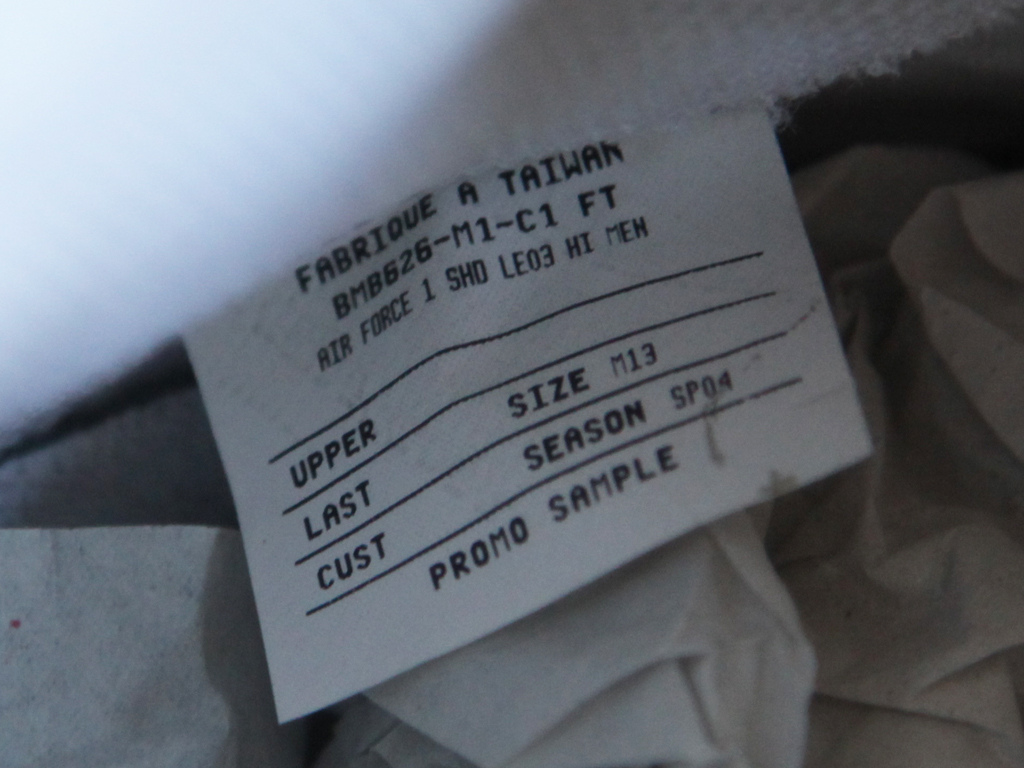 FABRIQUE A TAIWAN
BMB626-M1-C1 FT
AIR FORCE 1 SHD LE03 HI MEN
UPPER SIZE M13
LAST SEASON SP04
CUST PROMO SAMPLE